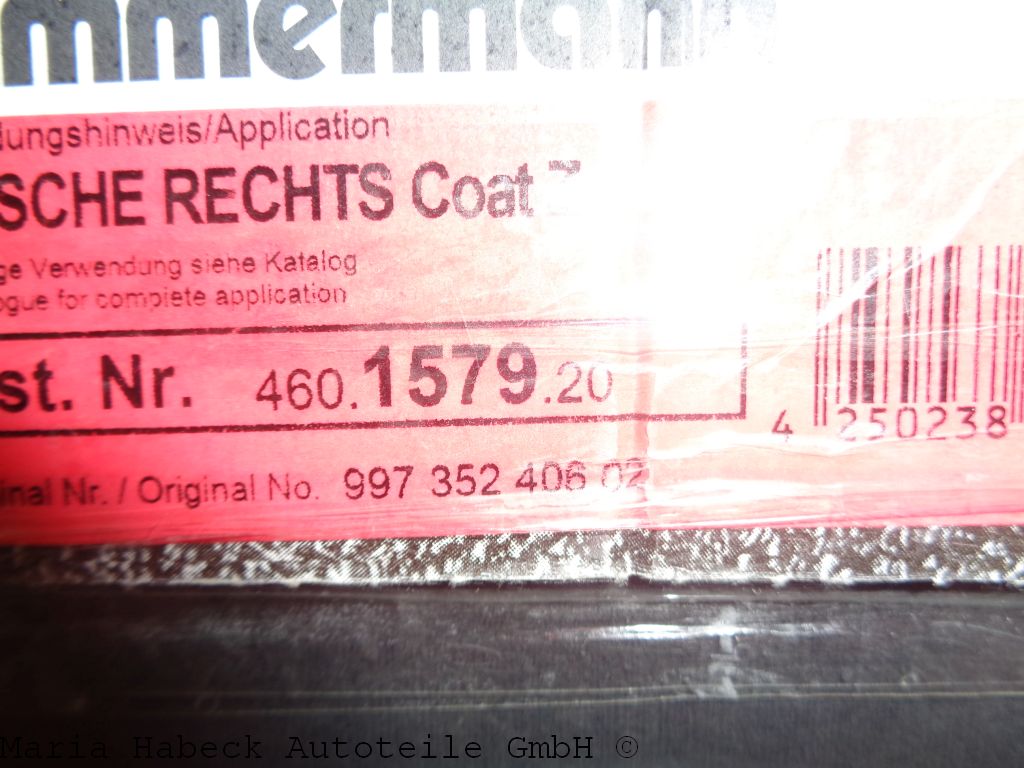 mmermann
dungshinweis/Application
SCHE RECHTS Coat Z
ge Verwendung siehe Katalog
ogue for complete application
st. Nr. 460.1579.20
inal Nr. / Original No. 997 352 406 02
4 250238
Maria Habeck Autoteile GmbH ©